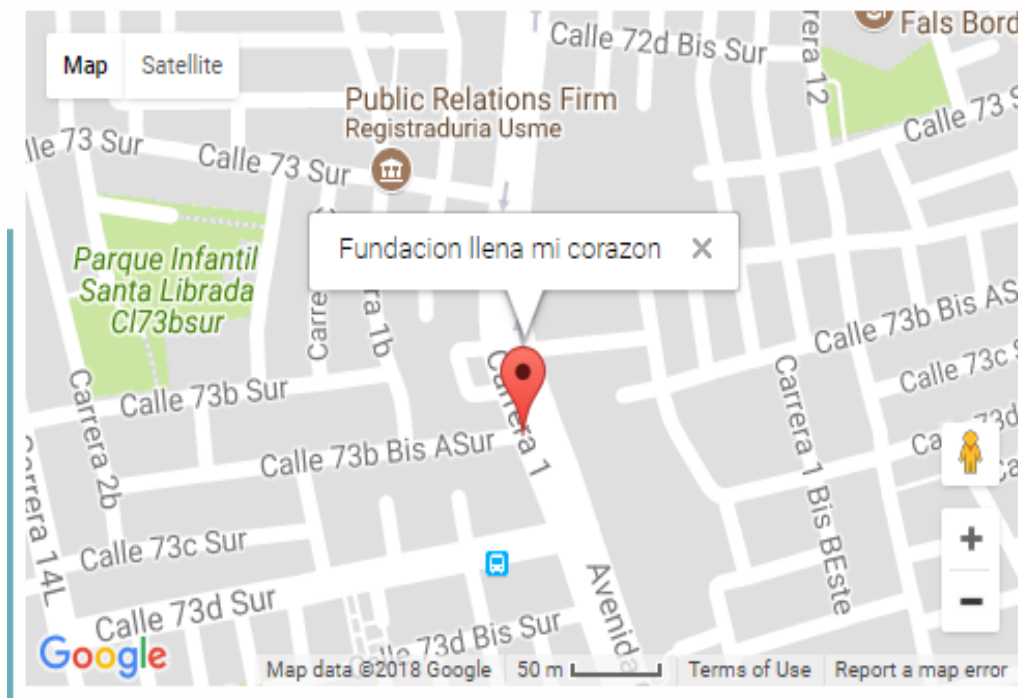 Map Satellite
Calle 72d Bis Sur
Fals Bord
Carrera 12
Public Relations Firm
Registraduria Usme
Calle 73 S
lle 73 Sur
Calle 73 Sur
Fundacion llena mi corazon
Parque Infantil
Santa Librada
Cl73bsur
Carre
ra 1b
Calle 73b Bis AS
Calle 73c S
Carrera 2b
Calle 73b Sur
Carrera 1
Calle 73b Bis ASur
Carrera 1 Bis BEste
rrera 14L
Calle 73c Sur
Calle 73d Sur
Avenida
lle 73d Bis Sur
Google
Map data ©2018 Google 50 m Terms of Use Report a map error